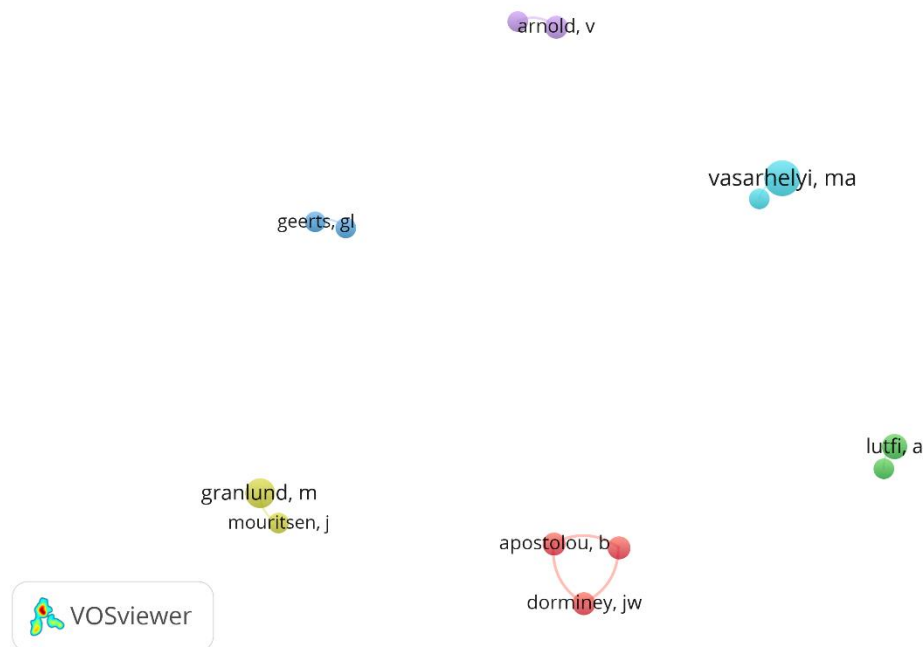 arnold, v
vasarhelyi, ma
geerts, gl
lutfi, a
granlund, m
mouritsen, j
apostolou, b
dorminey, jw
VOSviewer